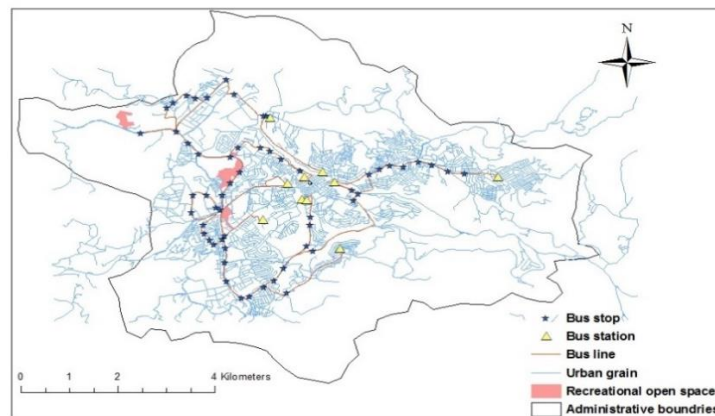 N
Bus stop
Bus station
Bus line
Urban grain
Recreational open space
Administrative boundries
0 1 2 4 Kilometers